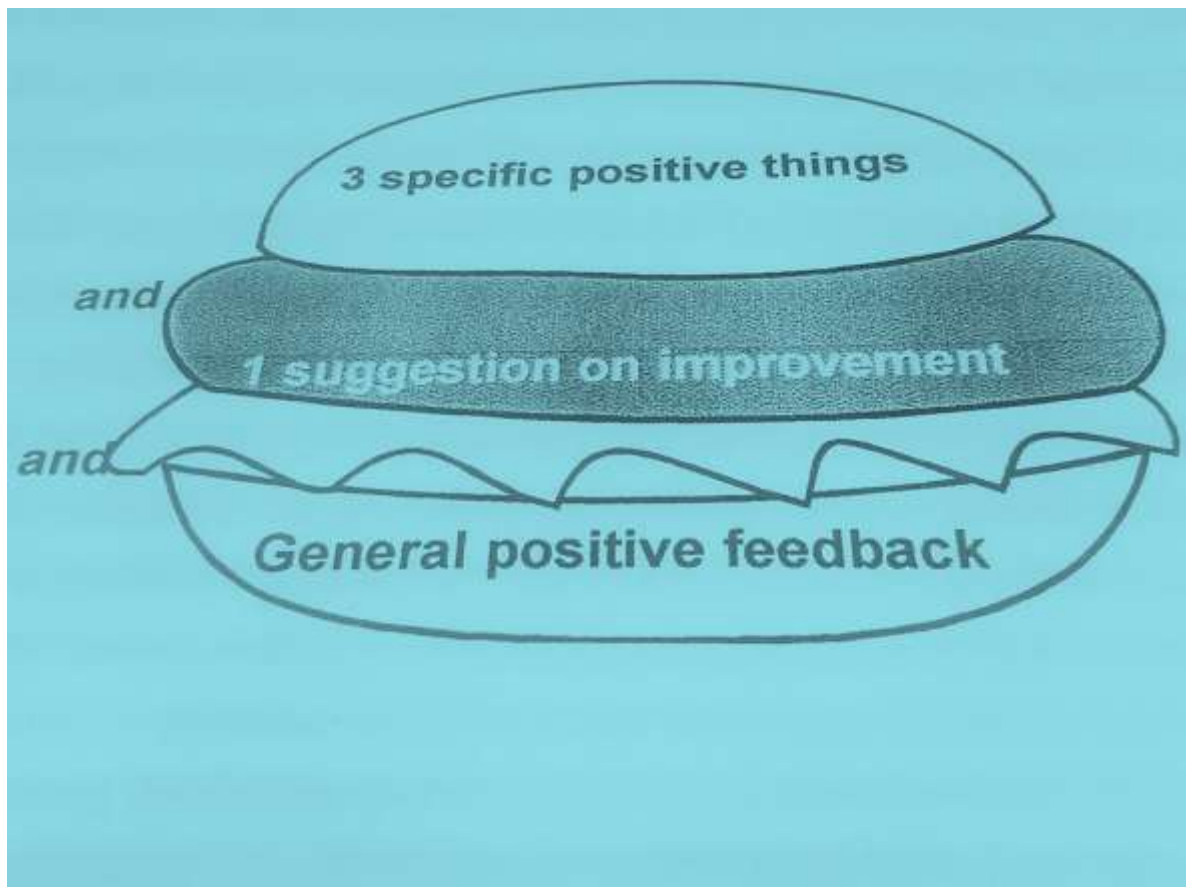 3 specific positive things
and
1 suggestion on improvement
and
General positive feedback